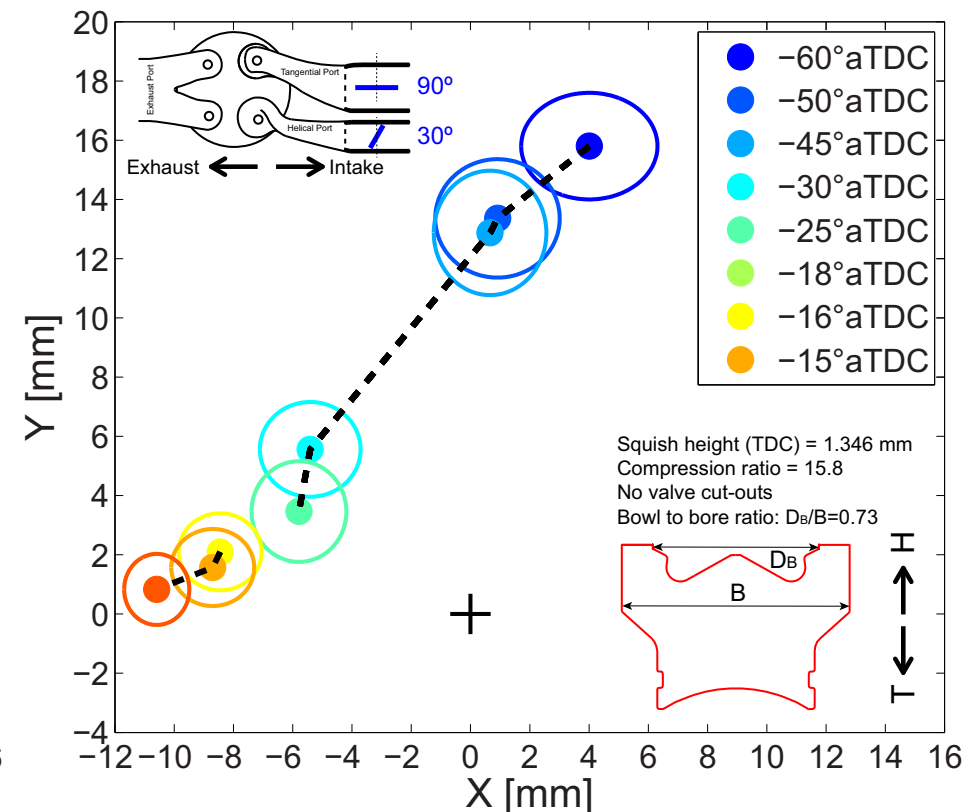 20
18
16
14
12
10
8
6
4
2
0
−2
−4
Y [mm]
−12
−10
−8
−6
−4
−2
0
2
4
6
8
10
12
14
16
X [mm]
6
Exhaust Port
Tangential Port
Helical Port
90º
30º
Exhaust
Intake
−60°aTDC
−50°aTDC
−45°aTDC
−30°aTDC
−25°aTDC
−18°aTDC
−16°aTDC
−15°aTDC
Squish height (TDC) = 1.346 mm
Compression ratio = 15.8
No valve cut-outs
Bowl to bore ratio: DB/B=0.73
DB
B
H
T